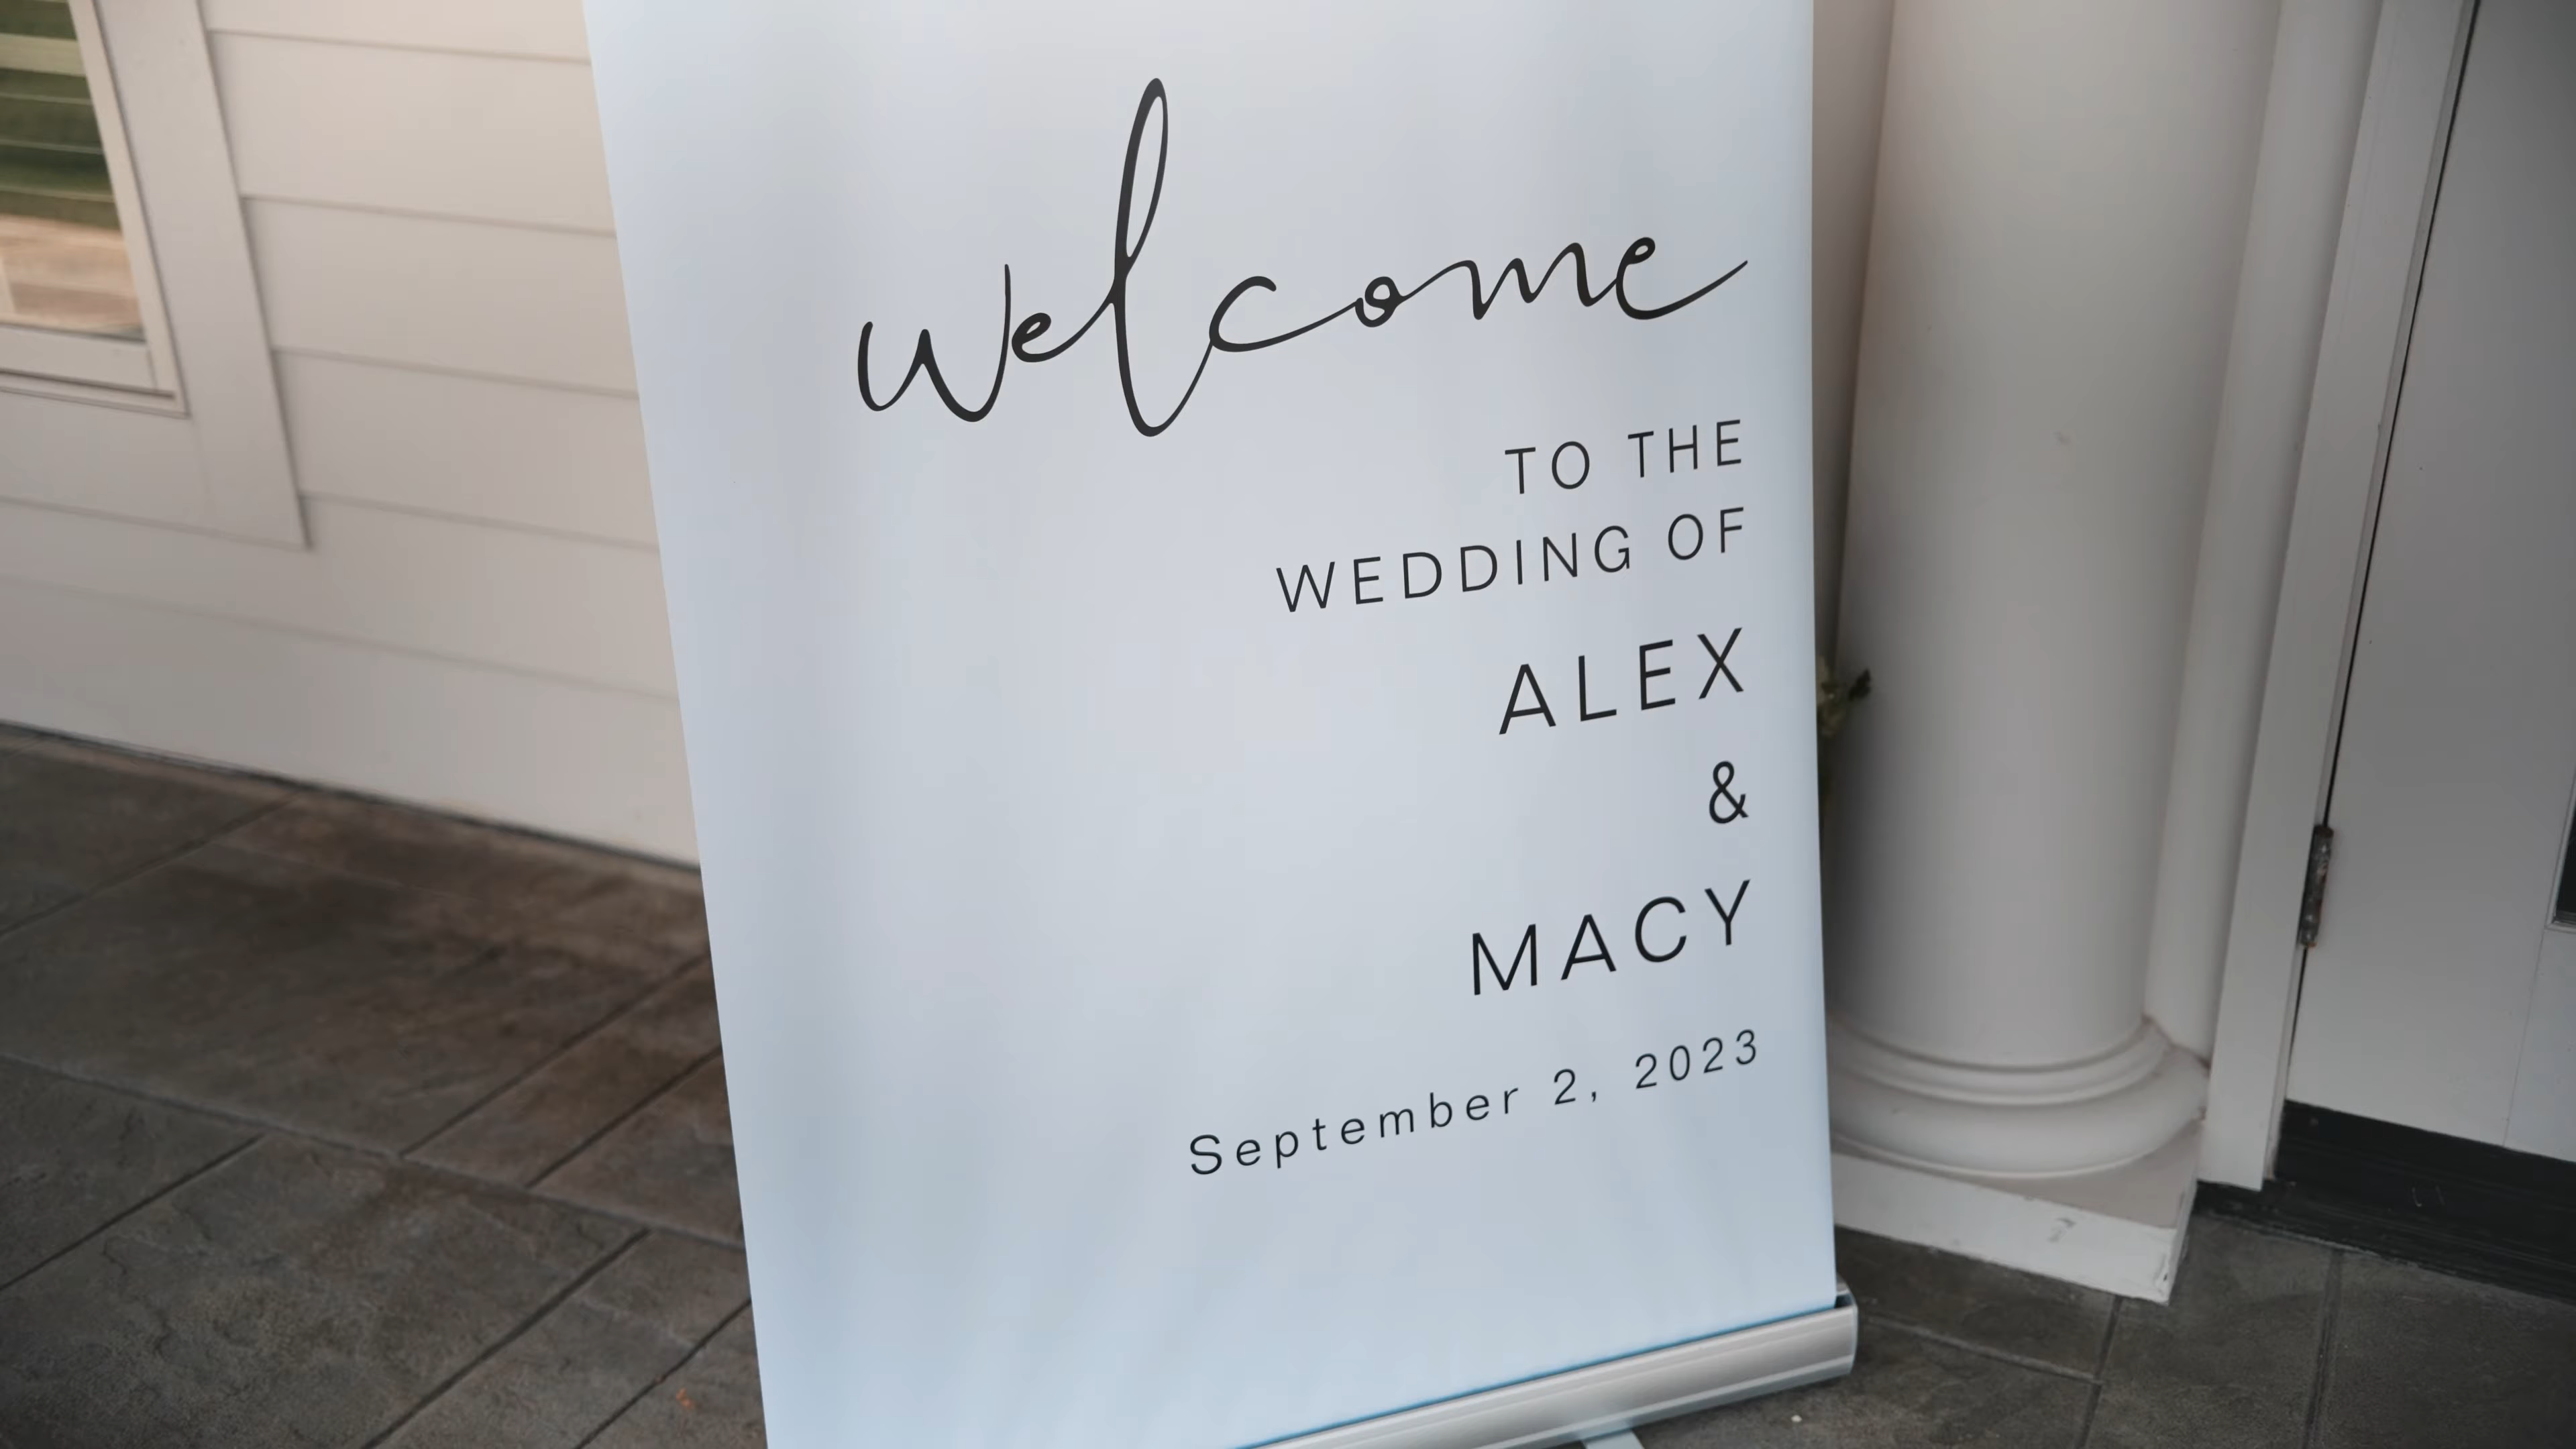 welcome
TO THE
WEDDING OF
ALEX
&
MACY
September 2, 2023